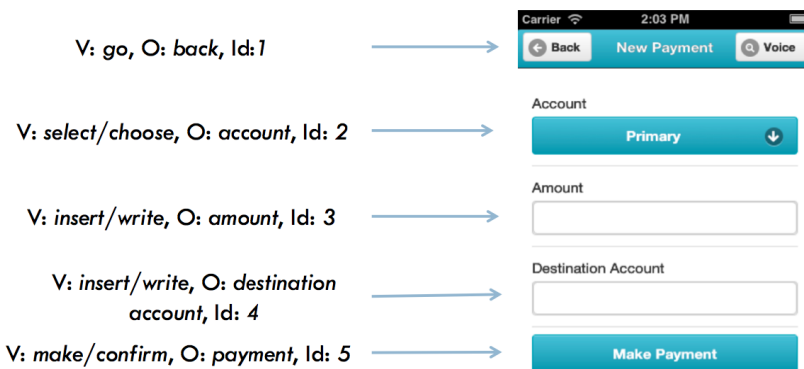 Carrier 2:03 PM
V: go, O: back, Id:1
Back New Payment Voice
Account
V: select/choose, O: account, Id: 2
Primary
Amount
V: insert/write, O: amount, Id: 3
Destination Account
V: insert/write, O: destination
account, Id: 4
V: make/confirm, O: payment, Id: 5
Make Payment